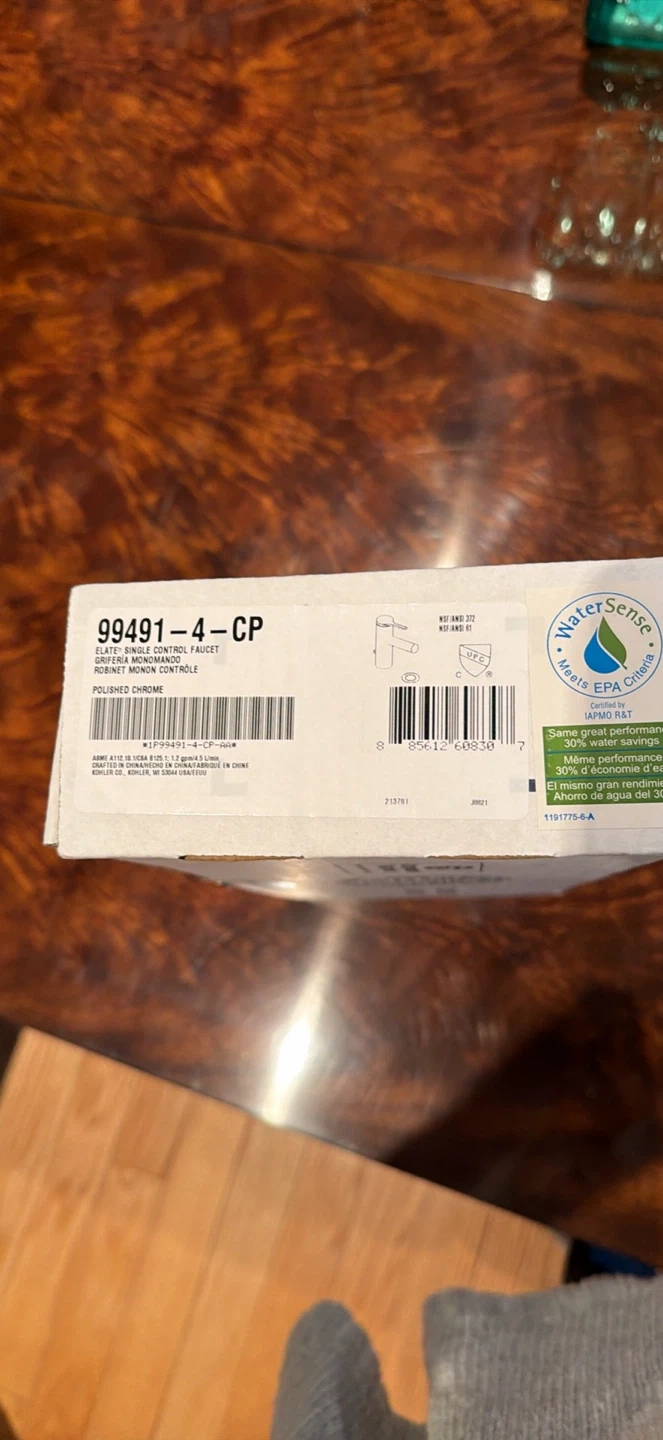 99491-4-CP
ELATE™ SINGLE CONTROL FAUCET
GRIFERÍA MONOMANDO
ROBINET MONON CONTRÔLE
POLISHED CHROME
*1P99491-4-CP-AA*
ASME A112.18.1/CSA B125.1; 1.2 gpm/4.5 L/min
CRAFTED IN CHINA/HECHO EN CHINA/FABRIQUÉ EN CHINE
KOHLER CO., KOHLER, WI 53044 USA/EEUU
NSF/ANSI 372
NSF/ANSI 61
UPC
C ®
8 85612 60830 7
WaterSense
Meets EPA Criteria
Certified by
IAPMO R&T
Same great performan
30% water savings
Même performance
30% d'économie d'ea
El mismo gran rendimie
Ahorro de agua del 30
1191775-6-A